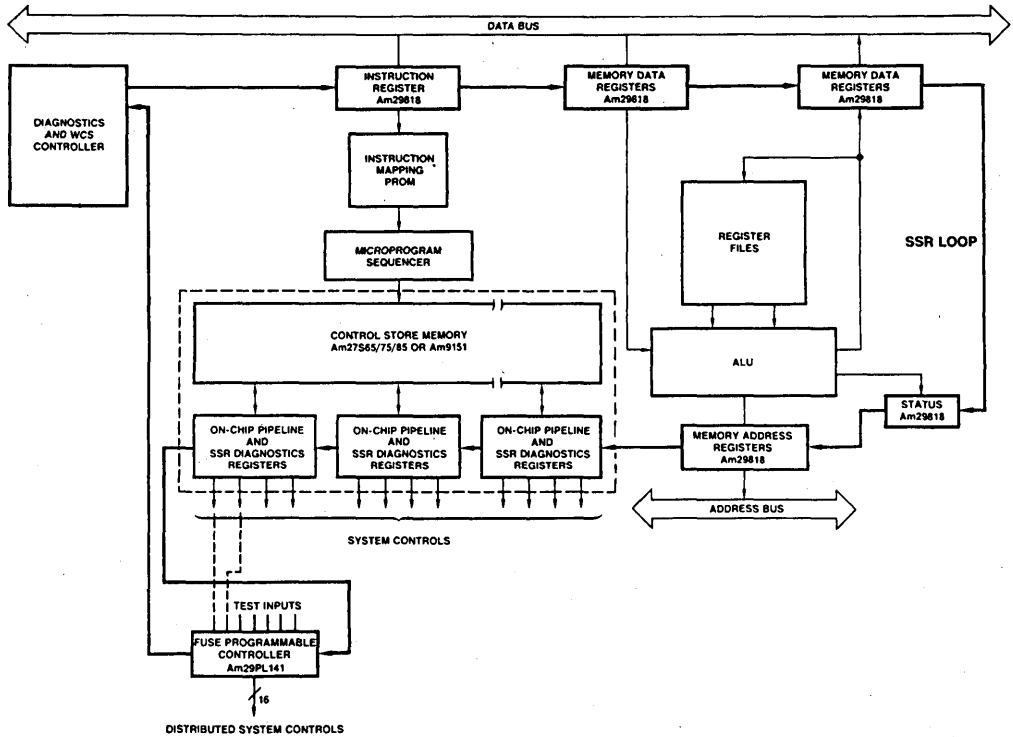 DATA BUS
DIAGNOSTICS
AND WCS
CONTROLLER
INSTRUCTION
REGISTER
Am29818
MEMORY DATA
REGISTERS
Am29818
MEMORY DATA
REGISTERS
Am29818
INSTRUCTION
MAPPING
PROM
REGISTER
FILES
SSR LOOP
MICROPROGRAM
SEQUENCER
CONTROL STORE MEMORY
Am27S65/75/85 OR Am9151
ALU
STATUS
Am29818
ON-CHIP PIPELINE
AND
SSR DIAGNOSTICS
REGISTERS
ON-CHIP PIPELINE
AND
SSR DIAGNOSTICS
REGISTERS
ON-CHIP PIPELINE
AND
SSR DIAGNOSTICS
REGISTERS
MEMORY ADDRESS
REGISTERS
Am29818
ADDRESS BUS
SYSTEM CONTROLS
TEST INPUTS
FUSE PROGRAMMABLE
CONTROLLER
Am29PL141
16
DISTRIBUTED SYSTEM CONTROLS